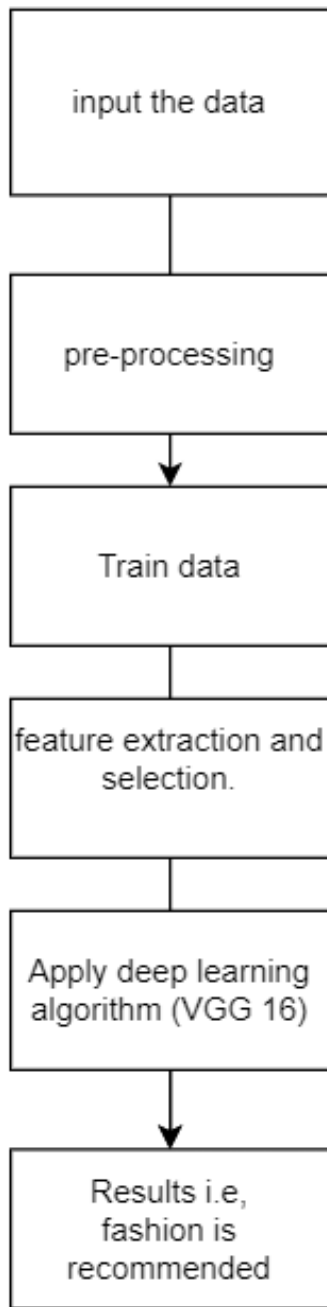 input the data
pre-processing
Train data
feature extraction and
selection.
Apply deep learning
algorithm (VGG 16)
Results i.e,
fashion is
recommended